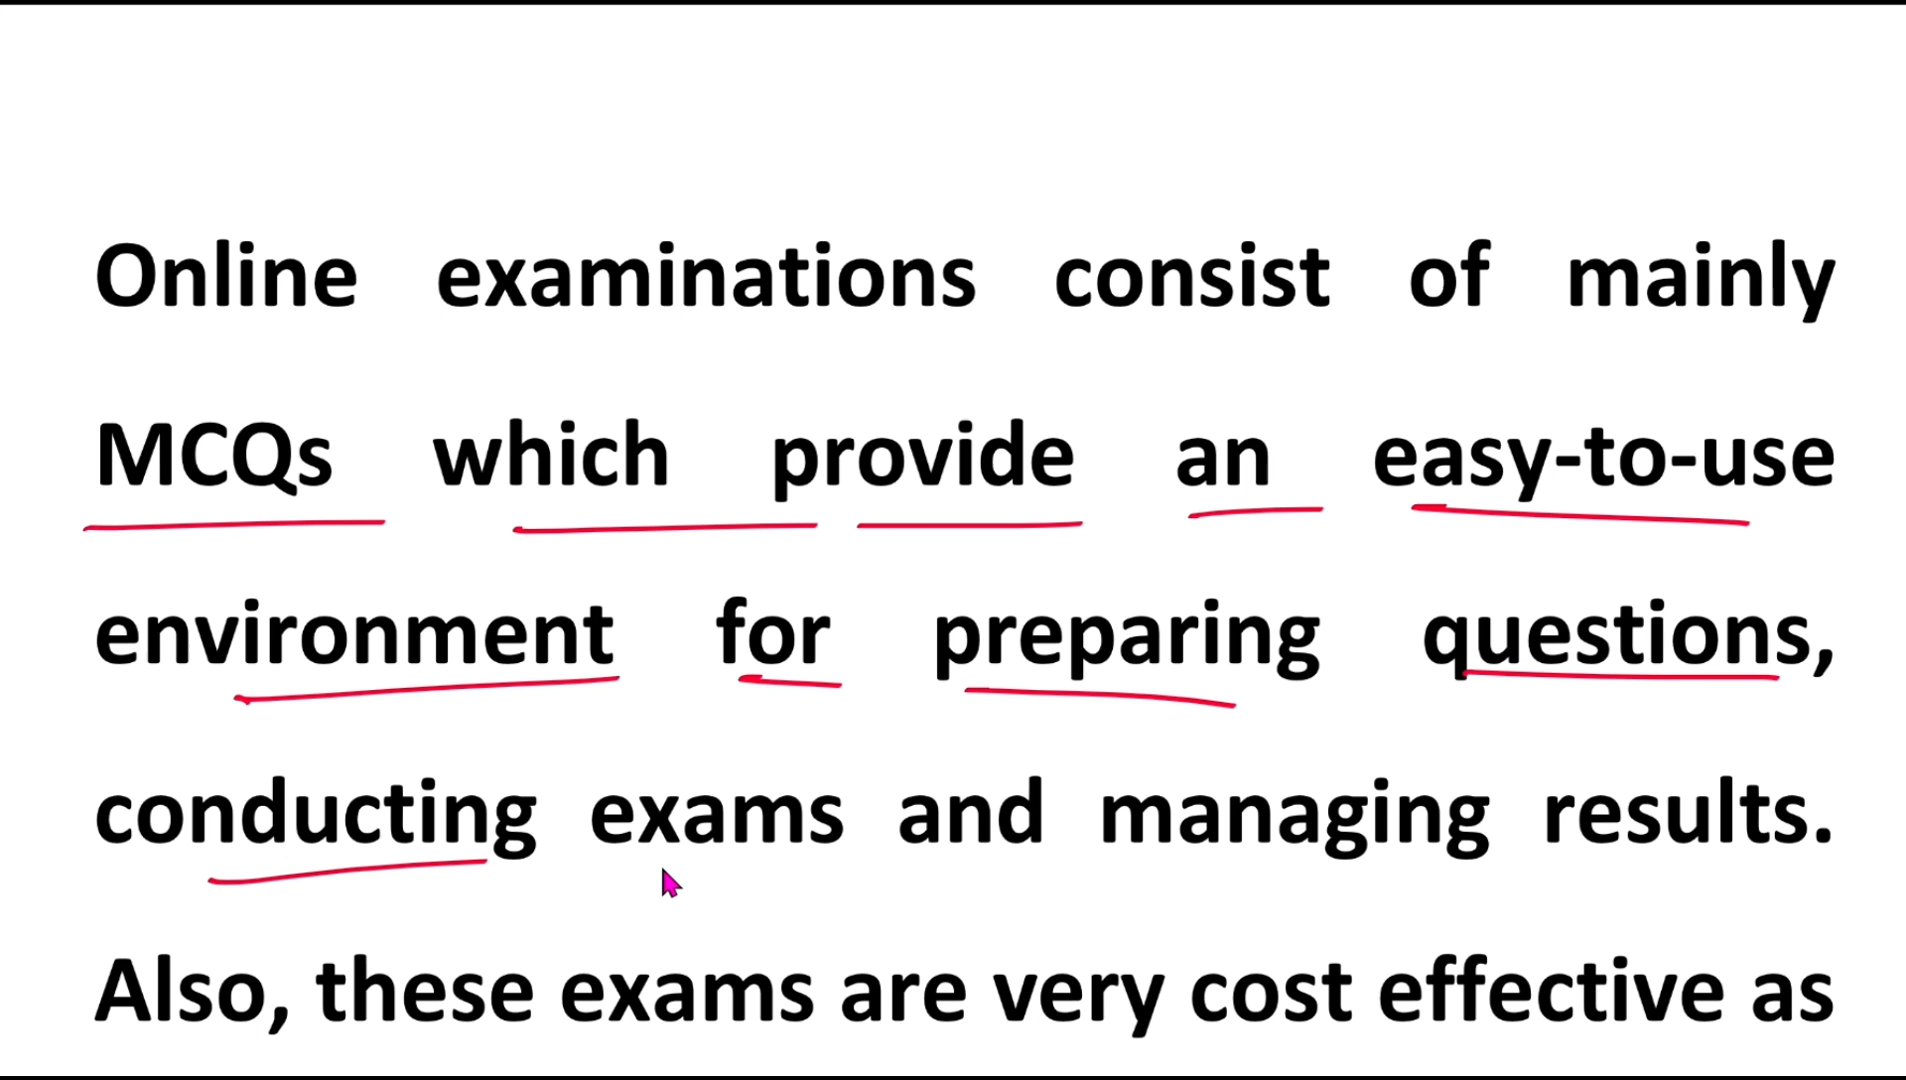 Online examinations consist of mainly
MCQs which provide an easy-to-use
environment for preparing questions,
conducting exams and managing results.
Also, these exams are very cost effective as